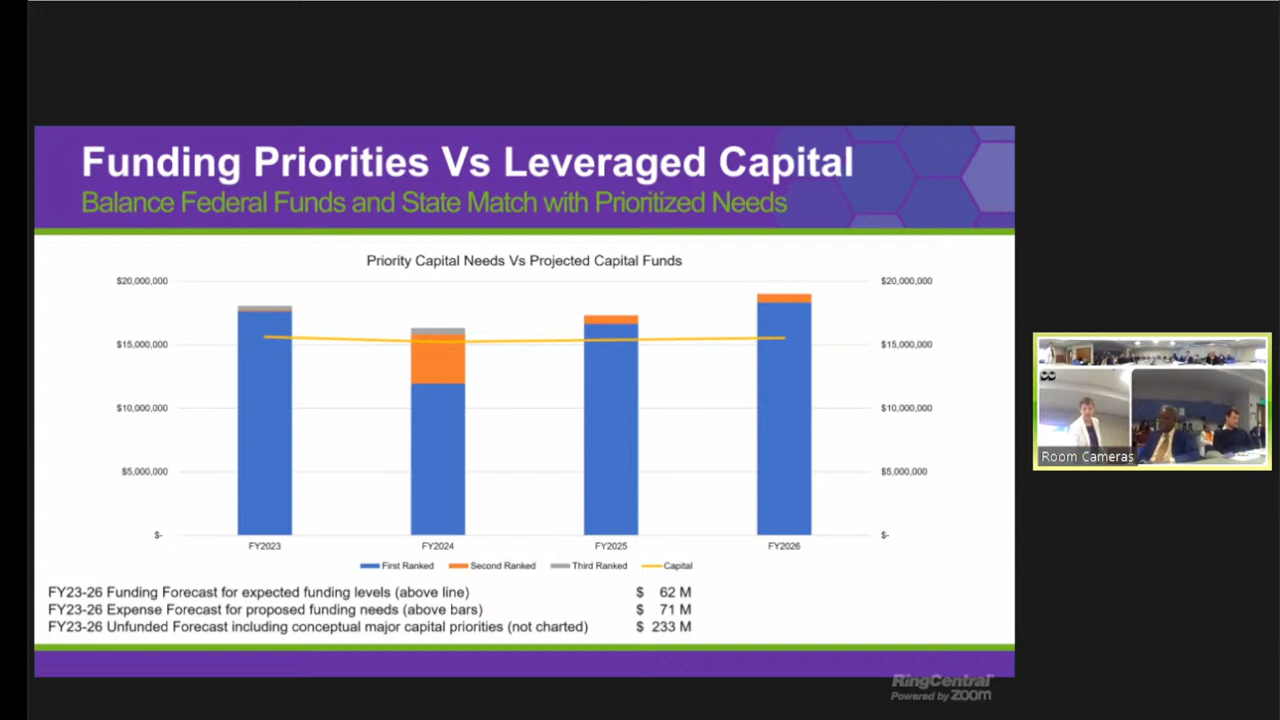 Funding Priorities Vs Leveraged Capital
Balance Federal Funds and State Match with Prioritized Needs
Priority Capital Needs Vs Projected Capital Funds
$20,000,000
$20,000,000
$15,000,000
$15,000,000
$10,000,000
$10,000,000
$5,000,000
$5,000,000
$-
$-
FY2023
FY2024
FY2025
FY2026
First Ranked
Second Ranked
Third Ranked
Capital
FY23-26 Funding Forecast for expected funding levels (above line) $ 62 M
FY23-26 Expense Forecast for proposed funding needs (above bars) $ 71 M
FY23-26 Unfunded Forecast including conceptual major capital priorities (not charted) $ 233 M
Room Cameras
RingCentral
Powered by zoom